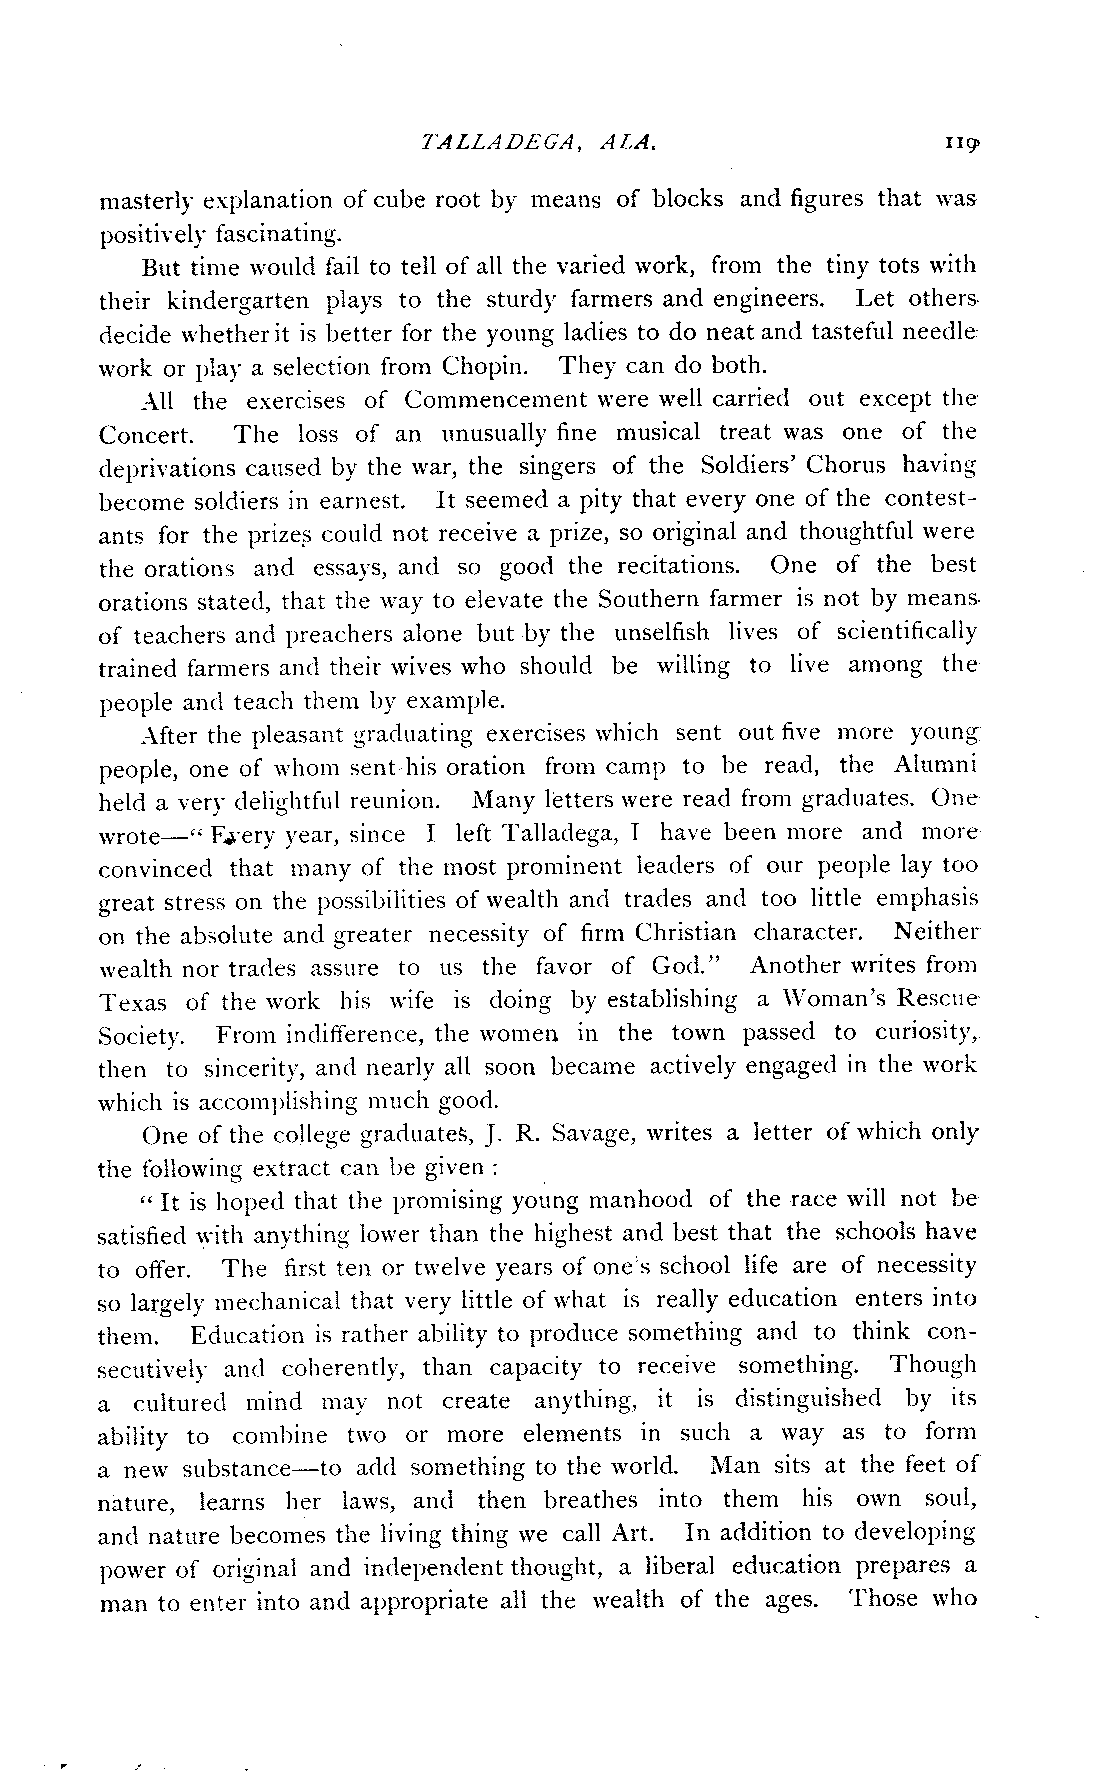 TALLADEGA, ALA. 119
masterly explanation of cube root by means of blocks and figures that was
positively fascinating.
But time would fail to tell of all the varied work, from the tiny tots with
their kindergarten plays to the sturdy farmers and engineers. Let others
decide whether it is better for the young ladies to do neat and tasteful needle
work or play a selection from Chopin. They can do both.
All the exercises of Commencement were well carried out except the
Concert. The loss of an unusually fine musical treat was one of the
deprivations caused by the war, the singers of the Soldiers' Chorus having
become soldiers in earnest. It seemed a pity that every one of the contest-
ants for the prizes could not receive a prize, so original and thoughtful were
the orations and essays, and so good the recitations. One of the best
orations stated, that the way to elevate the Southern farmer is not by means
of teachers and preachers alone but by the unselfish lives of scientifically
trained farmers and their wives who should be willing to live among the
people and teach them by example.
After the pleasant graduating exercises which sent out five more young
people, one of whom sent his oration from camp to be read, the Alumni
held a very delightful reunion. Many letters were read from graduates. One
wrote—“ Every year, since I left Talladega, I have been more and more
convinced that many of the most prominent leaders of our people lay too
great stress on the possibilities of wealth and trades and too little emphasis
on the absolute and greater necessity of firm Christian character. Neither
wealth nor trades assure to us the favor of God.” Another writes from
Texas of the work his wife is doing by establishing a Woman's Rescue
Society. From indifference, the women in the town passed to curiosity,
then to sincerity, and nearly all soon became actively engaged in the work
which is accomplishing much good.
One of the college graduates, J. R. Savage, writes a letter of which only
the following extract can be given :
“ It is hoped that the promising young manhood of the race will not be
satisfied with anything lower than the highest and best that the schools have
to offer. The first ten or twelve years of one's school life are of necessity
so largely mechanical that very little of what is really education enters into
them. Education is rather ability to produce something and to think con-
secutively and coherently, than capacity to receive something. Though
a cultured mind may not create anything, it is distinguished by its
ability to combine two or more elements in such a way as to form
a new substance—to add something to the world. Man sits at the feet of
nature, learns her laws, and then breathes into them his own soul,
and nature becomes the living thing we call Art. In addition to developing
power of original and independent thought, a liberal education prepares a
man to enter into and appropriate all the wealth of the ages. Those who